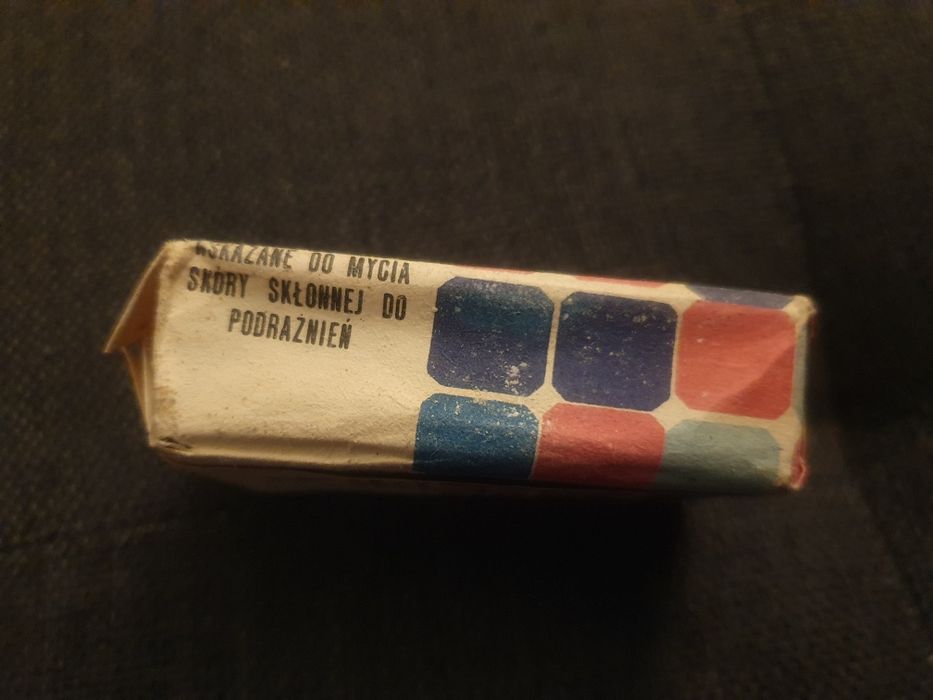 WSKAZANE DO MYCIA
SKÓRY SKŁONNEJ DO
PODRAŻNIEŃ